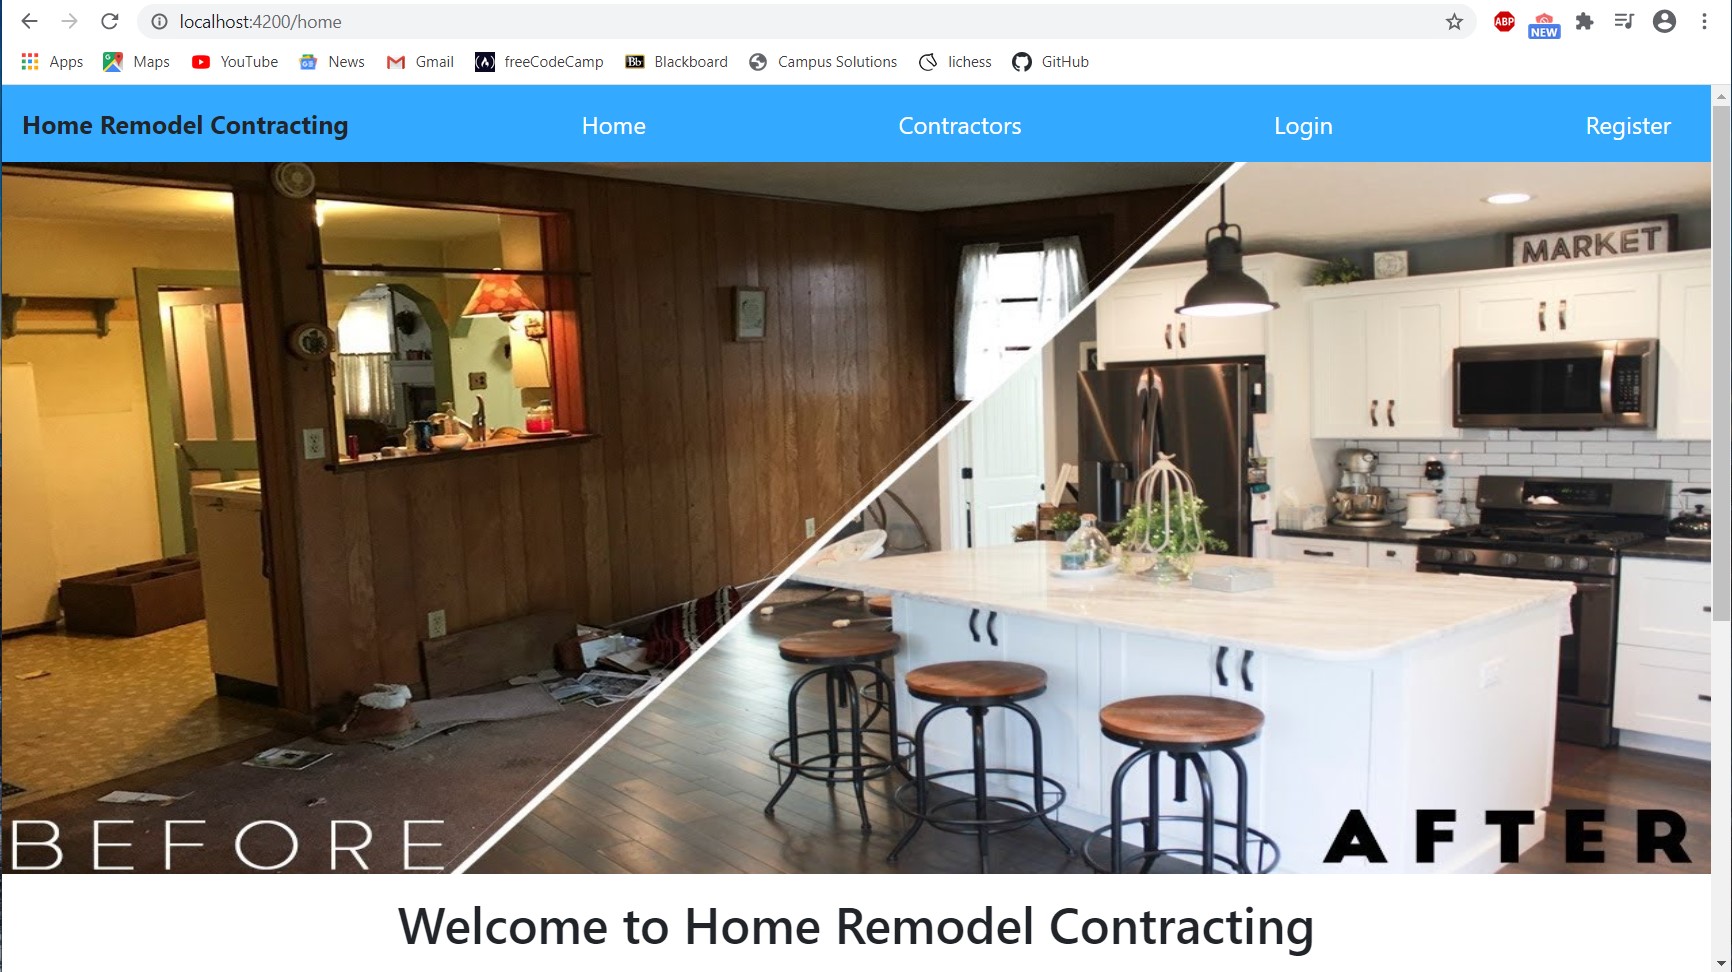 localhost:4200/home
ABP
NEW
Apps Maps YouTube News Gmail freeCodeCamp Bb Blackboard Campus Solutions lichess GitHub
Home Remodel Contracting Home Contractors Login Register
MARKET
BEFORE
AFTER
Welcome to Home Remodel Contracting